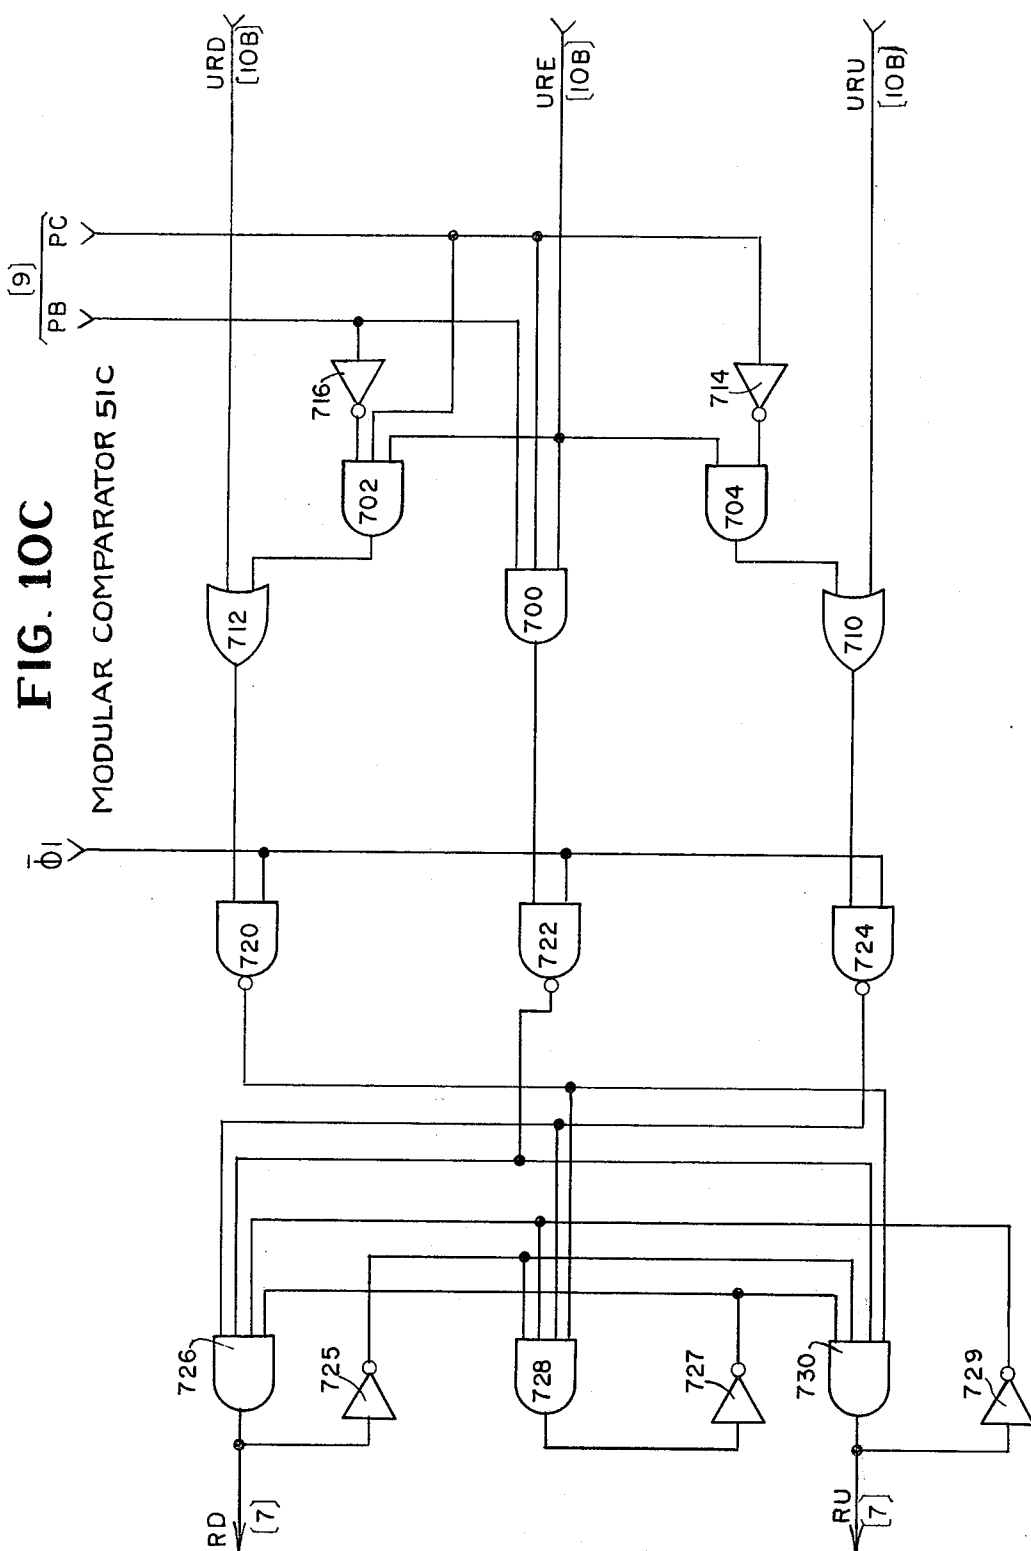 FIG. 10C
MODULAR COMPARATOR 51C
[9]
PB PC
Φ̅1
URD
[10B]
URE
[10B]
URU
[10B]
716
714
702
704
712
700
710
720
722
724
726
725
728
727
730
729
RD
[7]
RU
[7]